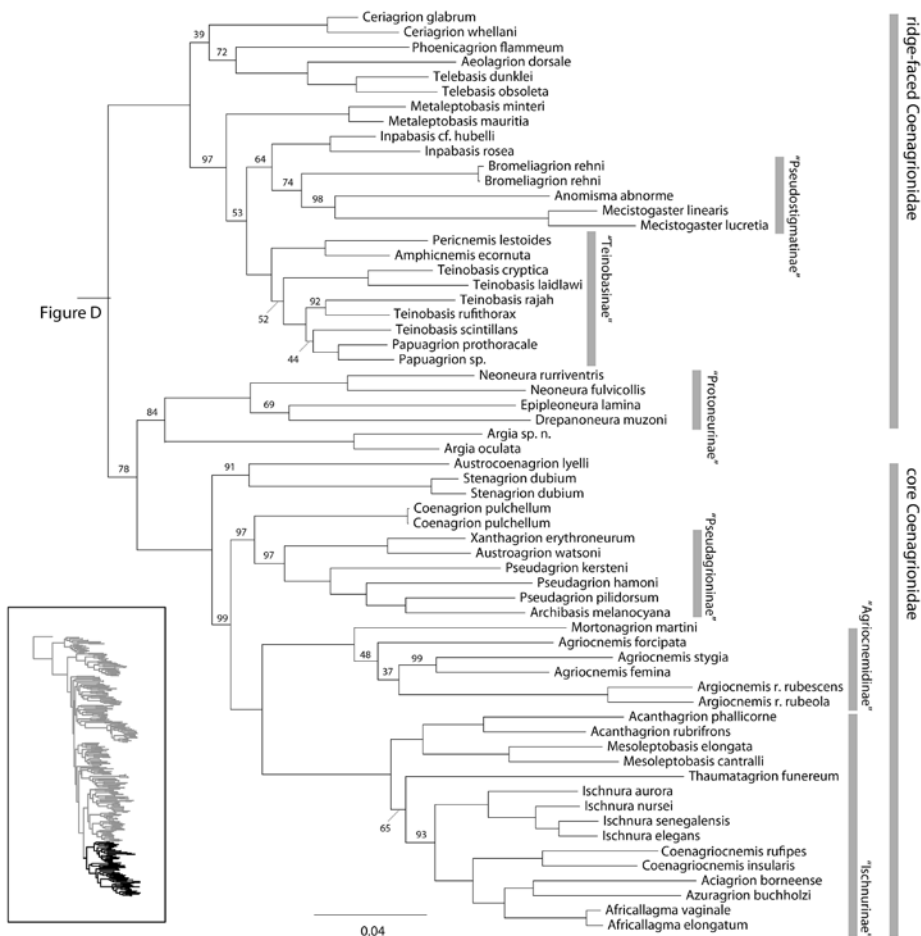 39
Ceriagrion glabrum
Ceriagrion whellani
72
Phoenicagrion flammeum
Aeolagrion dorsale
Telebasis dunklei
Telebasis obsoleta
Metaleptobasis minteri
Metaleptobasis mauritia
97
64
Inpabasis cf. hubelli
Inpabasis rosea
74
Bromeliagrion rehni
Bromeliagrion rehni
98
Anomisma abnorme
Mecistogaster linearis
Mecistogaster lucretia
53
Pericnemis lestoides
Amphicnemis ecornuta
Teinobasis cryptica
Teinobasis laidlawi
52
92
Teinobasis rajah
Teinobasis rufithorax
Teinobasis scintillans
44
Papuagrion prothoracale
Papuagrion sp.
Figure D
Neoneura rurriventris
Neoneura fulvicollis
84
69
Epipleoneura lamina
Drepanoneura muzoni
Argia sp. n.
Argia oculata
78
91
Austrocoenagrion lyelli
Stenagrion dubium
Stenagrion dubium
97
Coenagrion pulchellum
Coenagrion pulchellum
97
Xanthagrion erythroneurum
Austroagrion watsoni
Pseudagrion kersteni
Pseudagrion hamoni
Pseudagrion pilidorsum
Archibasis melanocyana
99
Mortonagrion martini
48
Agriocnemis forcipata
37
99
Agriocnemis stygia
Agriocnemis femina
Argiocnemis r. rubescens
Argiocnemis r. rubeola
Acanthagrion phallicorne
Acanthagrion rubrifrons
Mesoleptobasis elongata
Mesoleptobasis cantralli
65
Thaumatagrion funereum
93
Ischnura aurora
Ischnura nursei
Ischnura senegalensis
Ischnura elegans
Coenagriocnemis rufipes
Coenagriocnemis insularis
Aciagrion borneense
Azuragrion buchholzi
Africallagma vaginale
Africallagma elongatum
0.04
"Pseudostigmatinae"
"Teinobasinae"
"Protoneurinae"
"Pseudagrioninae"
"Agriocnemidinae"
"Ischnurinae"
ridge-faced Coenagrionidae
core Coenagrionidae